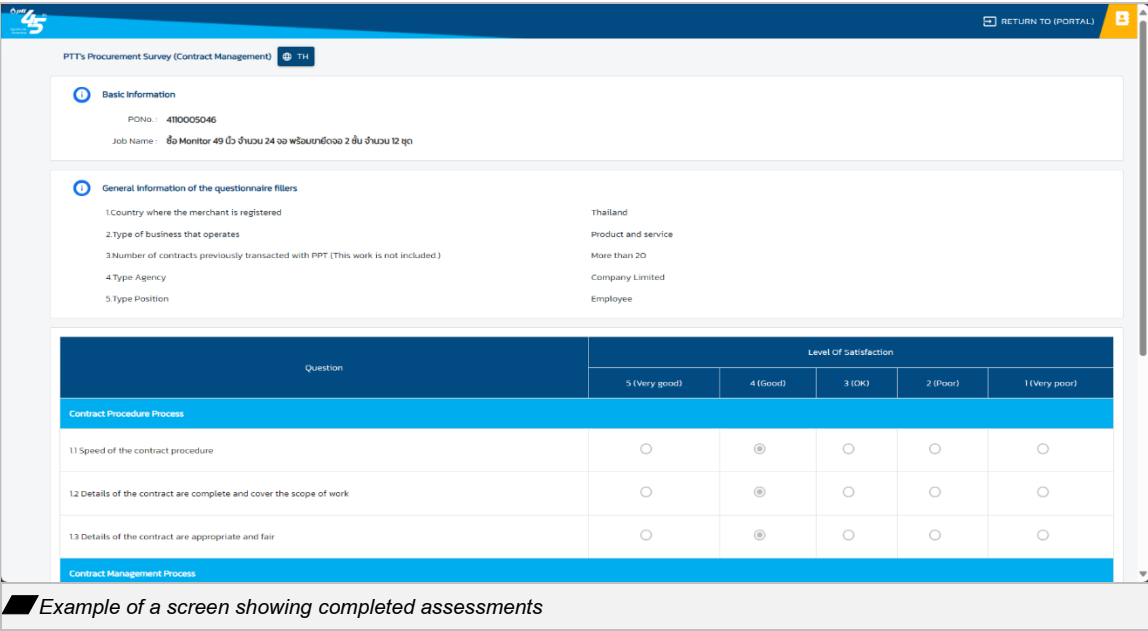 ptt
45
RETURN TO (PORTAL)
PTT's Procurement Survey (Contract Management) TH
Basic Information
PONo. : 4110005046
Job Name : ซื้อ Monitor 49 นิ้ว จำนวน 24 จอ พร้อมขายึดจอ 2 ชั้น จำนวน 12 ชุด
General information of the questionnaire fillers
1.Country where the merchant is registered Thailand
2.Type of business that operates Product and service
3.Number of contracts previously transacted with PPT (This work is not included.) More than 20
4.Type Agency Company Limited
5.Type Position Employee
Question Level Of Satisfaction
5 (Very good) 4 (Good) 3 (OK) 2 (Poor) 1 (Very poor)
Contract Procedure Process
1.1 Speed of the contract procedure
1.2 Details of the contract are complete and cover the scope of work
1.3 Details of the contract are appropriate and fair
Contract Management Process
Example of a screen showing completed assessments